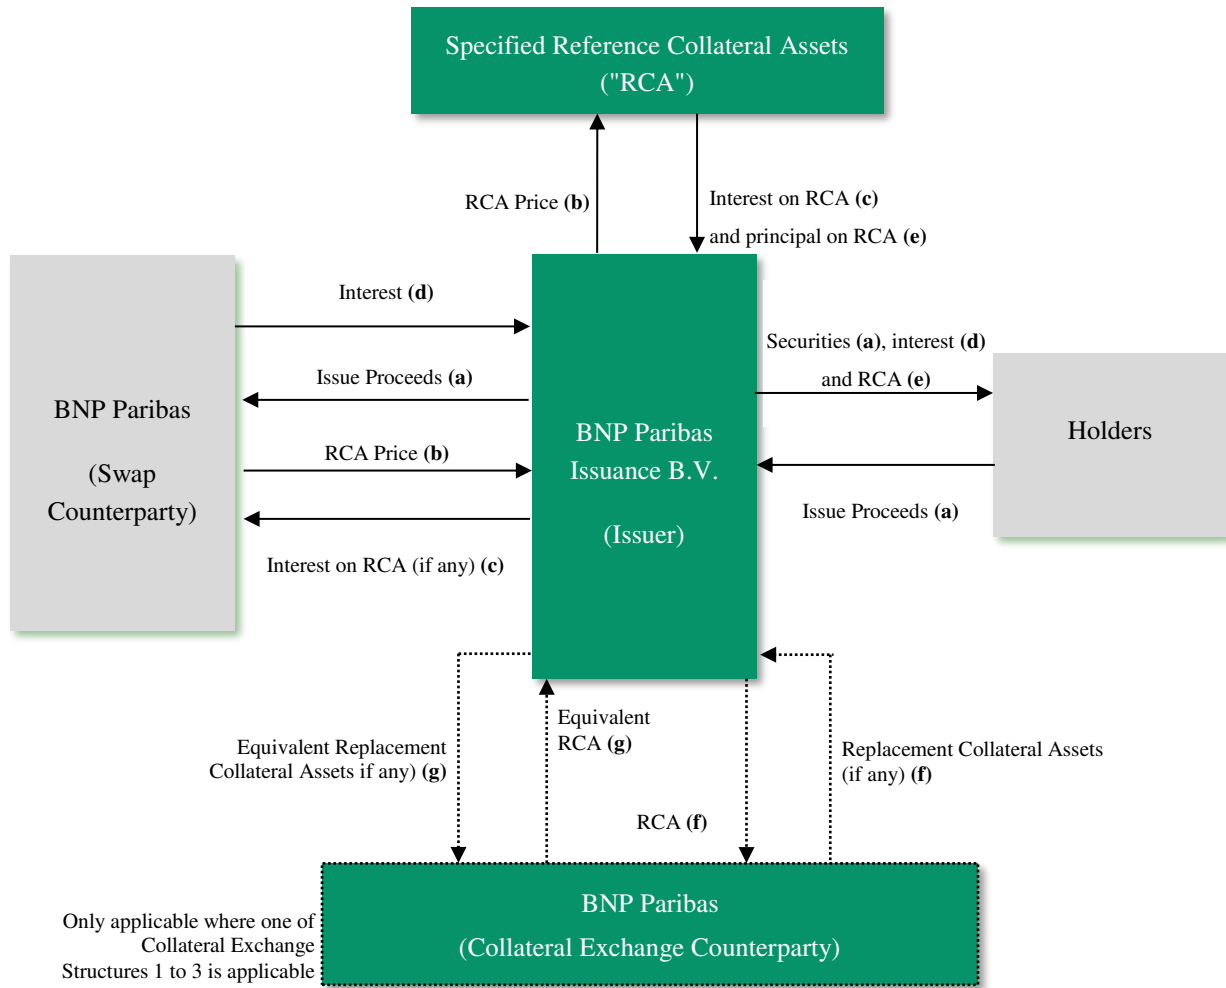 Specified Reference Collateral Assets
("RCA")
RCA Price (b)
Interest on RCA (c)
and principal on RCA (e)
Interest (d)
Issue Proceeds (a)
RCA Price (b)
Interest on RCA (if any) (c)
BNP Paribas
(Swap
Counterparty)
BNP Paribas
Issuance B.V.
(Issuer)
Securities (a), interest (d)
and RCA (e)
Issue Proceeds (a)
Holders
Equivalent Replacement
Collateral Assets if any) (g)
Equivalent
RCA (g)
RCA (f)
Replacement Collateral Assets
(if any) (f)
BNP Paribas
(Collateral Exchange Counterparty)
Only applicable where one of
Collateral Exchange
Structures 1 to 3 is applicable